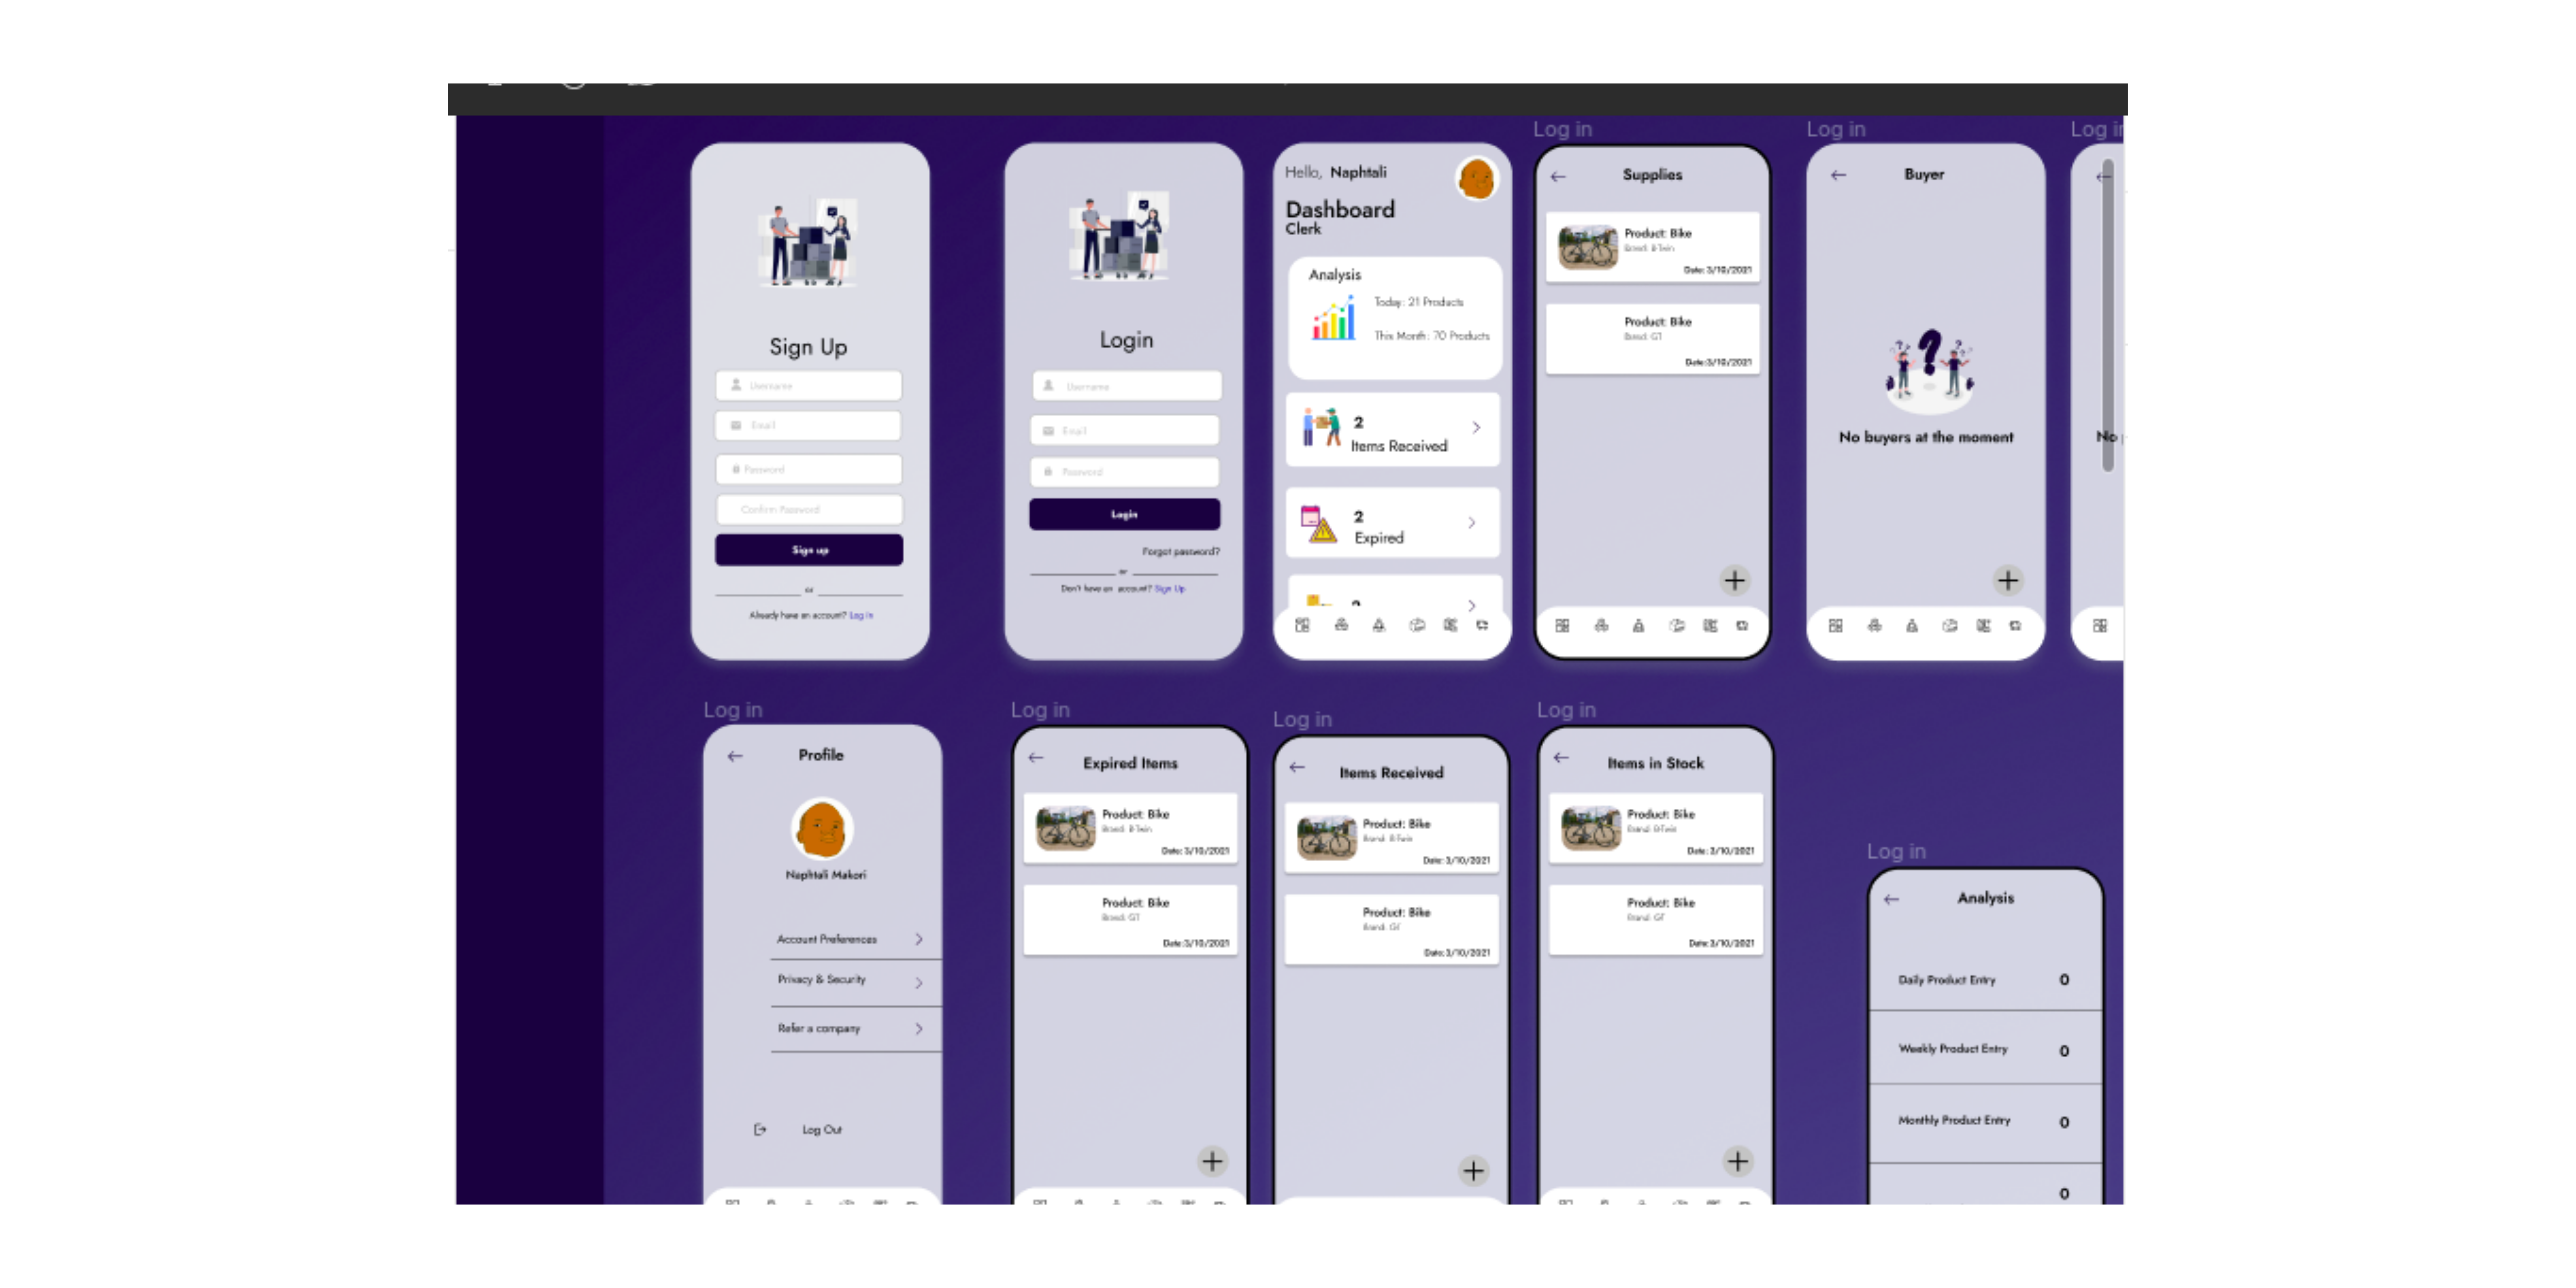 Log in
Log in
Log in
Sign Up
Username
Email
Password
Confirm Password
Sign up
or
Already have an account? Log In
Login
Username
Email
Password
Login
Forgot password?
or
Don't have an account? Sign Up
Hello, Naphtali
Dashboard
Clerk
Analysis
Today: 21 Products
This Month: 70 Products
2
Items Received
2
Expired
Supplies
Product: Bike
Brand: B-Twin
Date: 3/10/2021
Product: Bike
Brand: GT
Date:3/10/2021
Buyer
No buyers at the moment
No
Log in
Log in
Log in
Log in
Profile
Naphtali Makori
Account Preferences
Privacy & Security
Refer a company
Log Out
Expired Items
Product: Bike
Brand: B-Twin
Date: 3/10/2021
Product: Bike
Brand: GT
Date:3/10/2021
Items Received
Product: Bike
Brand: B-Twin
Date: 3/10/2021
Product: Bike
Brand: GT
Date:3/10/2021
Items in Stock
Product: Bike
Brand: B-Twin
Date: 3/10/2021
Product: Bike
Brand: GT
Date:3/10/2021
Log in
Analysis
Daily Product Entry 0
Weekly Product Entry 0
Monthly Product Entry 0
0